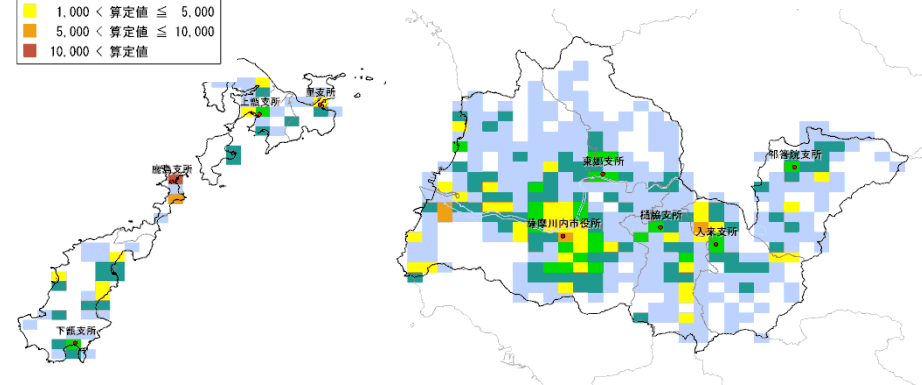 1,000 < 算定値 ≦ 5,000
5,000 < 算定値 ≦ 10,000
10,000 < 算定値
里支所
上甑支所
鹿島支所
下甑支所
東郷支所
祁答院支所
樋脇支所
薩摩川内市役所
入来支所